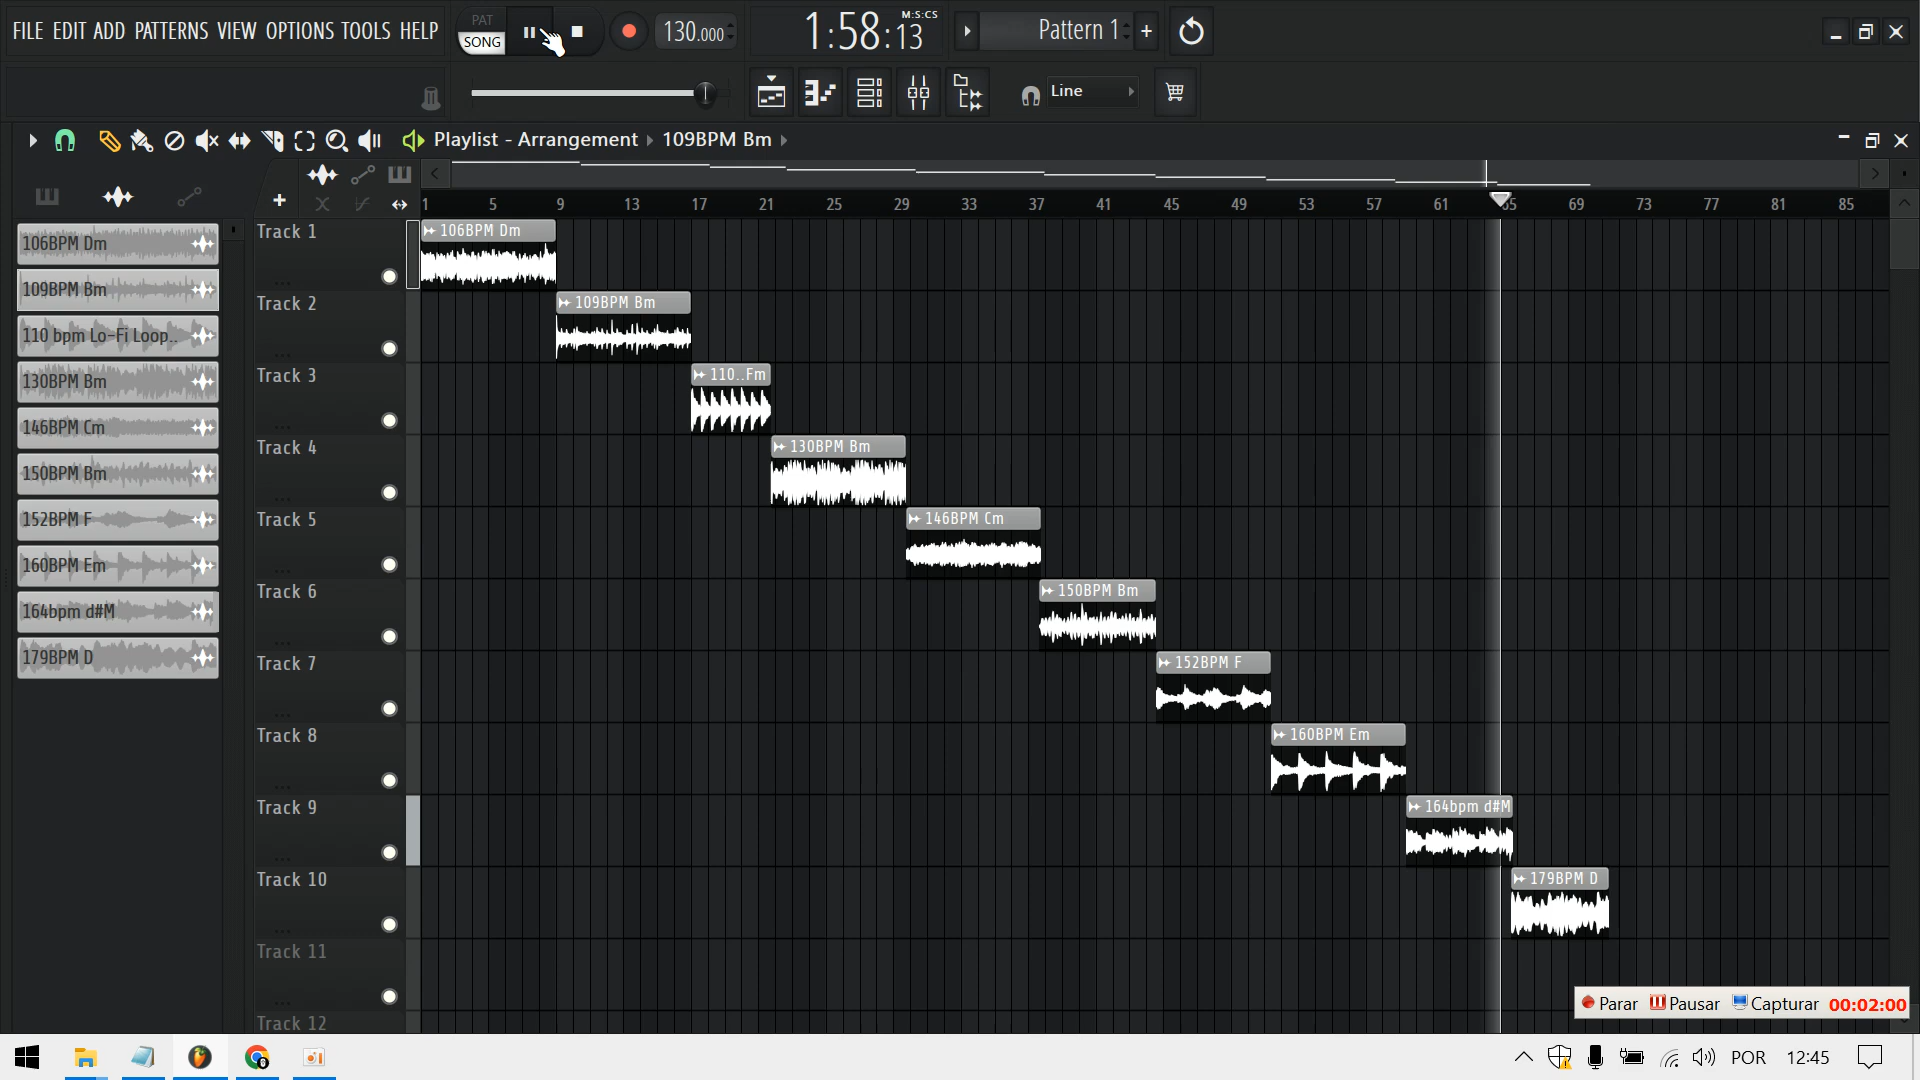 FILE EDIT ADD PATTERNS VIEW OPTIONS TOOLS HELP
PAT
SONG
130.000
M:S:CS
1:58:13
Pattern 1
+
Line
Playlist - Arrangement 109BPM Bm
1 5 9 13 17 21 25 29 33 37 41 45 49 53 57 61 65 69 73 77 81 85
106BPM Dm
109BPM Bm
110 bpm Lo-Fi Loop..
130BPM Bm
146BPM Cm
150BPM Bm
152BPM F
160BPM Em
164bpm d#M
179BPM D
Track 1
106BPM Dm
Track 2
109BPM Bm
Track 3
110..Fm
Track 4
130BPM Bm
Track 5
146BPM Cm
Track 6
150BPM Bm
Track 7
152BPM F
Track 8
160BPM Em
Track 9
164bpm d#M
Track 10
179BPM D
Track 11
Track 12
Parar Pausar Capturar 00:02:00
POR 12:45